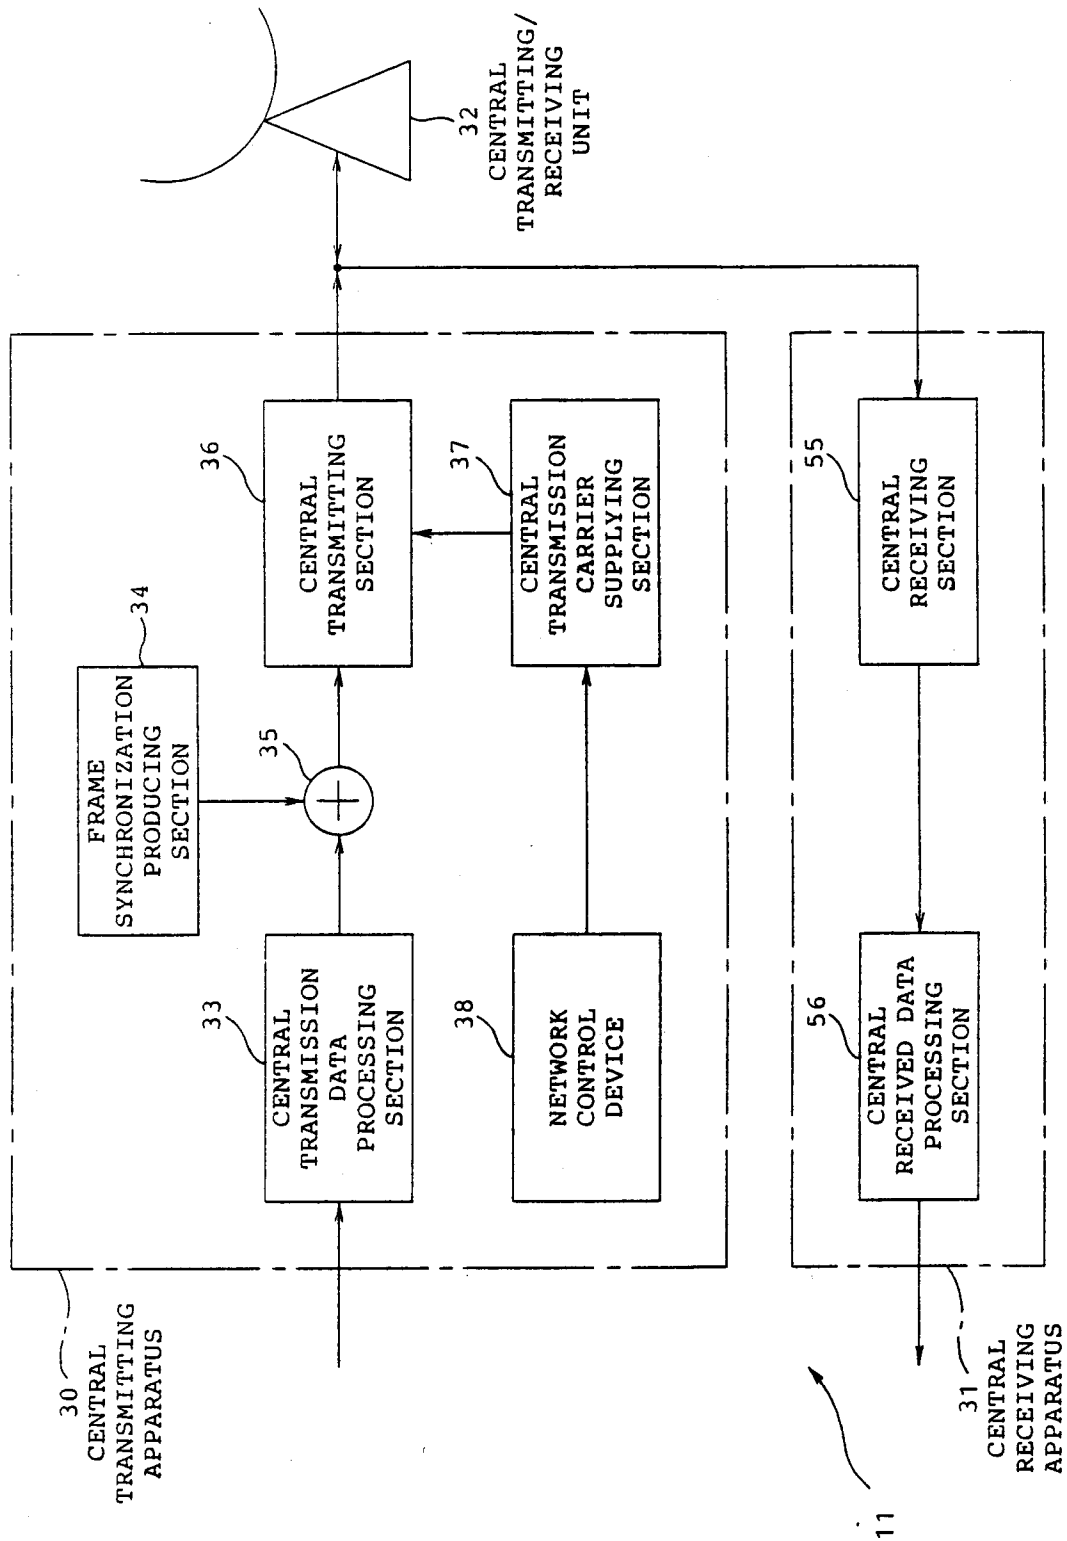 30
CENTRAL
TRANSMITTING
APPARATUS
FRAME
SYNCHRONIZATION
PRODUCING
SECTION
34
33
CENTRAL
TRANSMISSION
DATA
PROCESSING
SECTION
35
36
CENTRAL
TRANSMITTING
SECTION
32
CENTRAL
TRANSMITTING/
RECEIVING
UNIT
38
NETWORK
CONTROL
DEVICE
37
CENTRAL
TRANSMISSION
CARRIER
SUPPLYING
SECTION
56
CENTRAL
RECEIVED DATA
PROCESSING
SECTION
55
CENTRAL
RECEIVING
SECTION
31
CENTRAL
RECEIVING
APPARATUS
11